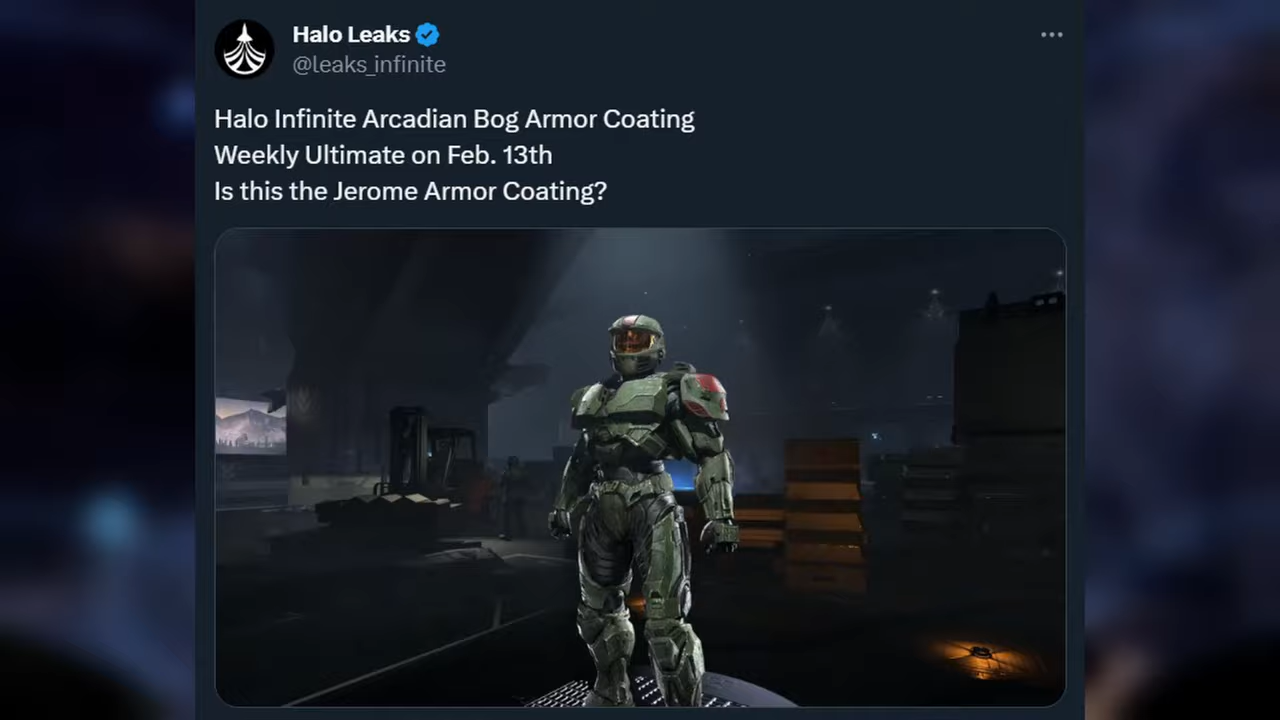 Halo Leaks
@leaks_infinite
Halo Infinite Arcadian Bog Armor Coating
Weekly Ultimate on Feb. 13th
Is this the Jerome Armor Coating?